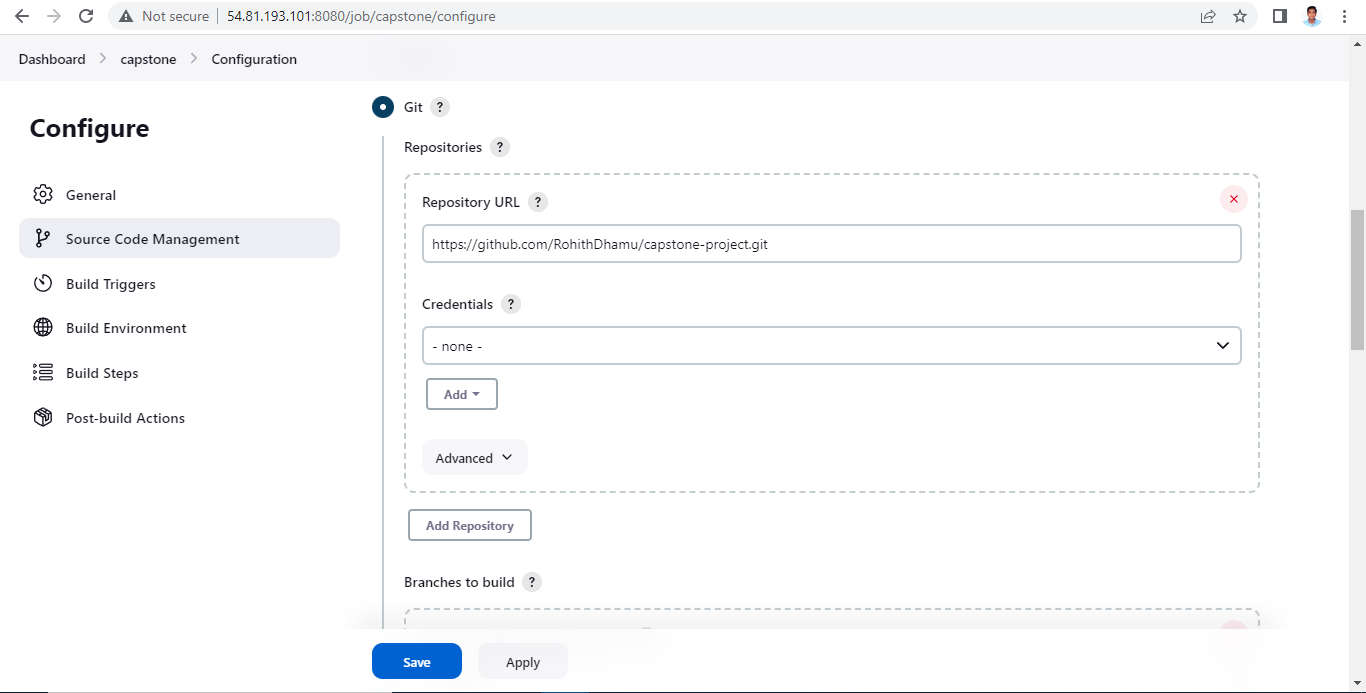 Not secure 54.81.193.101:8080/job/capstone/configure
Dashboard capstone Configuration
Configure
General
Source Code Management
Build Triggers
Build Environment
Build Steps
Post-build Actions
Git ?
Repositories ?
Repository URL ?
https://github.com/RohithDhamu/capstone-project.git
Credentials ?
- none -
Add
Advanced
Add Repository
Branches to build ?
Save Apply